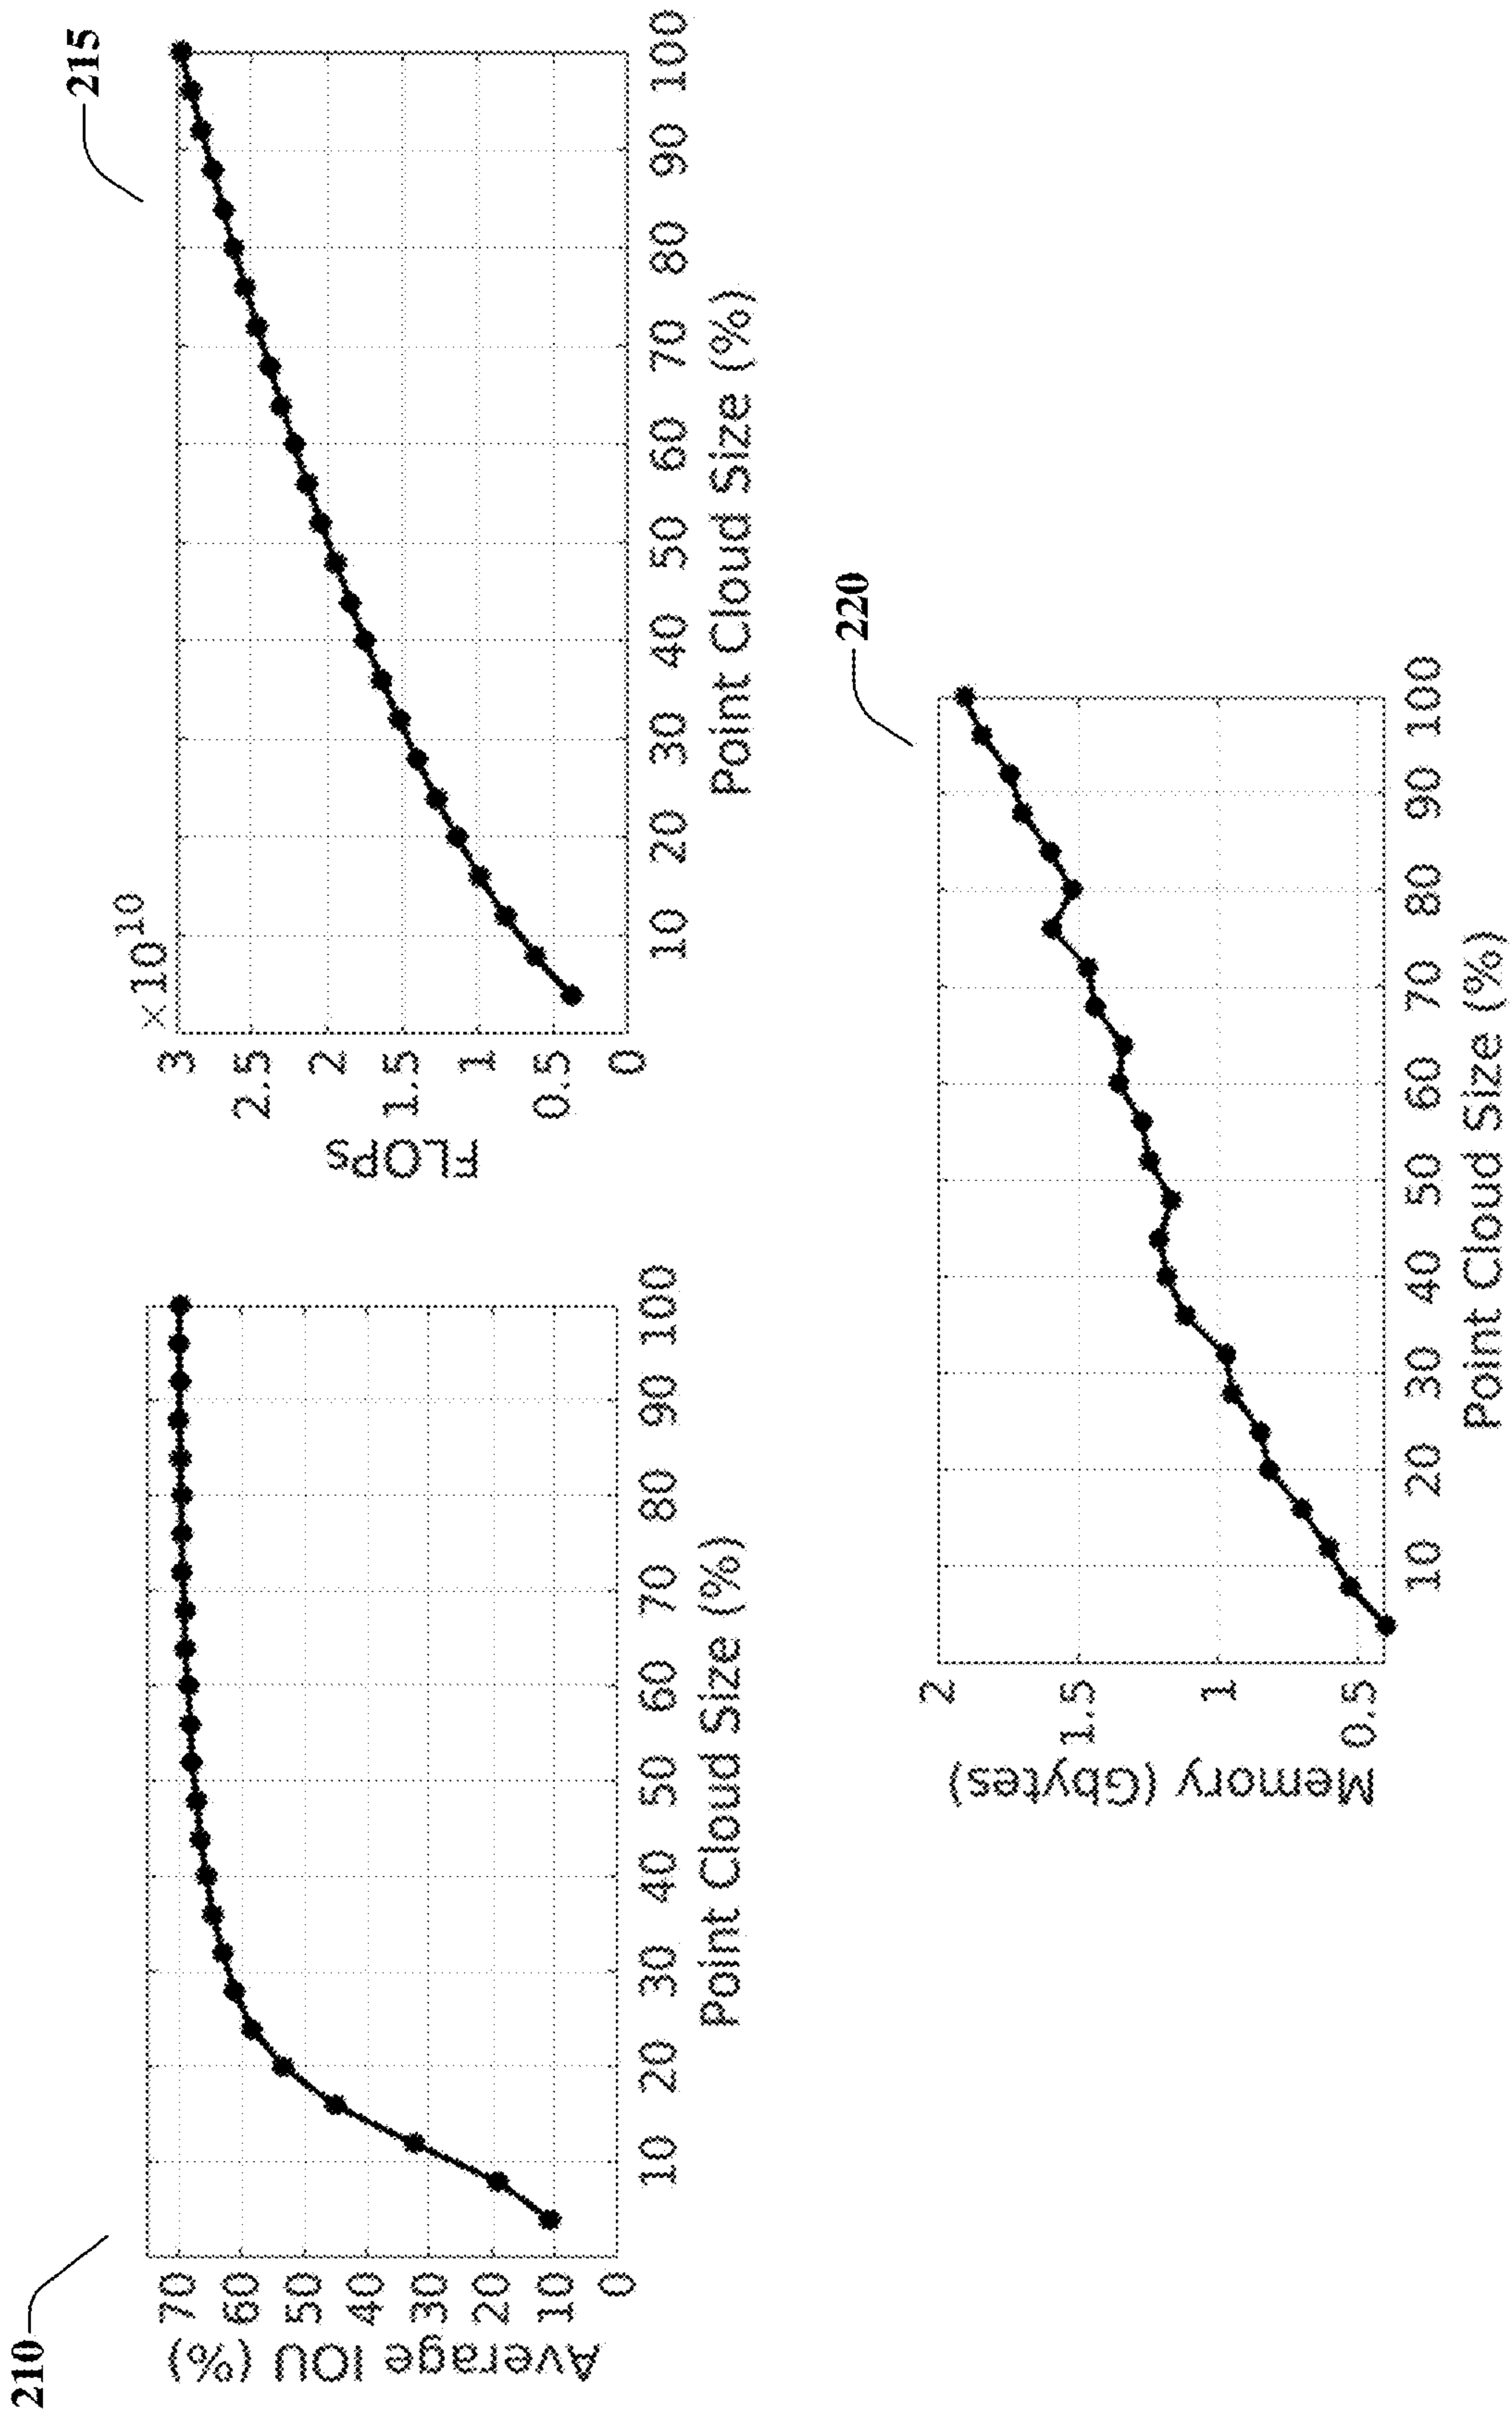 210
Average IOU (%)
70
60
50
40
30
20
10
0
10 20 30 40 50 60 70 80 90 100
Point Cloud Size (%)
215
×10^10
FLOPs
3
2.5
2
1.5
1
0.5
0
10 20 30 40 50 60 70 80 90 100
Point Cloud Size (%)
220
Memory (Gbytes)
2
1.5
1
0.5
10 20 30 40 50 60 70 80 90 100
Point Cloud Size (%)